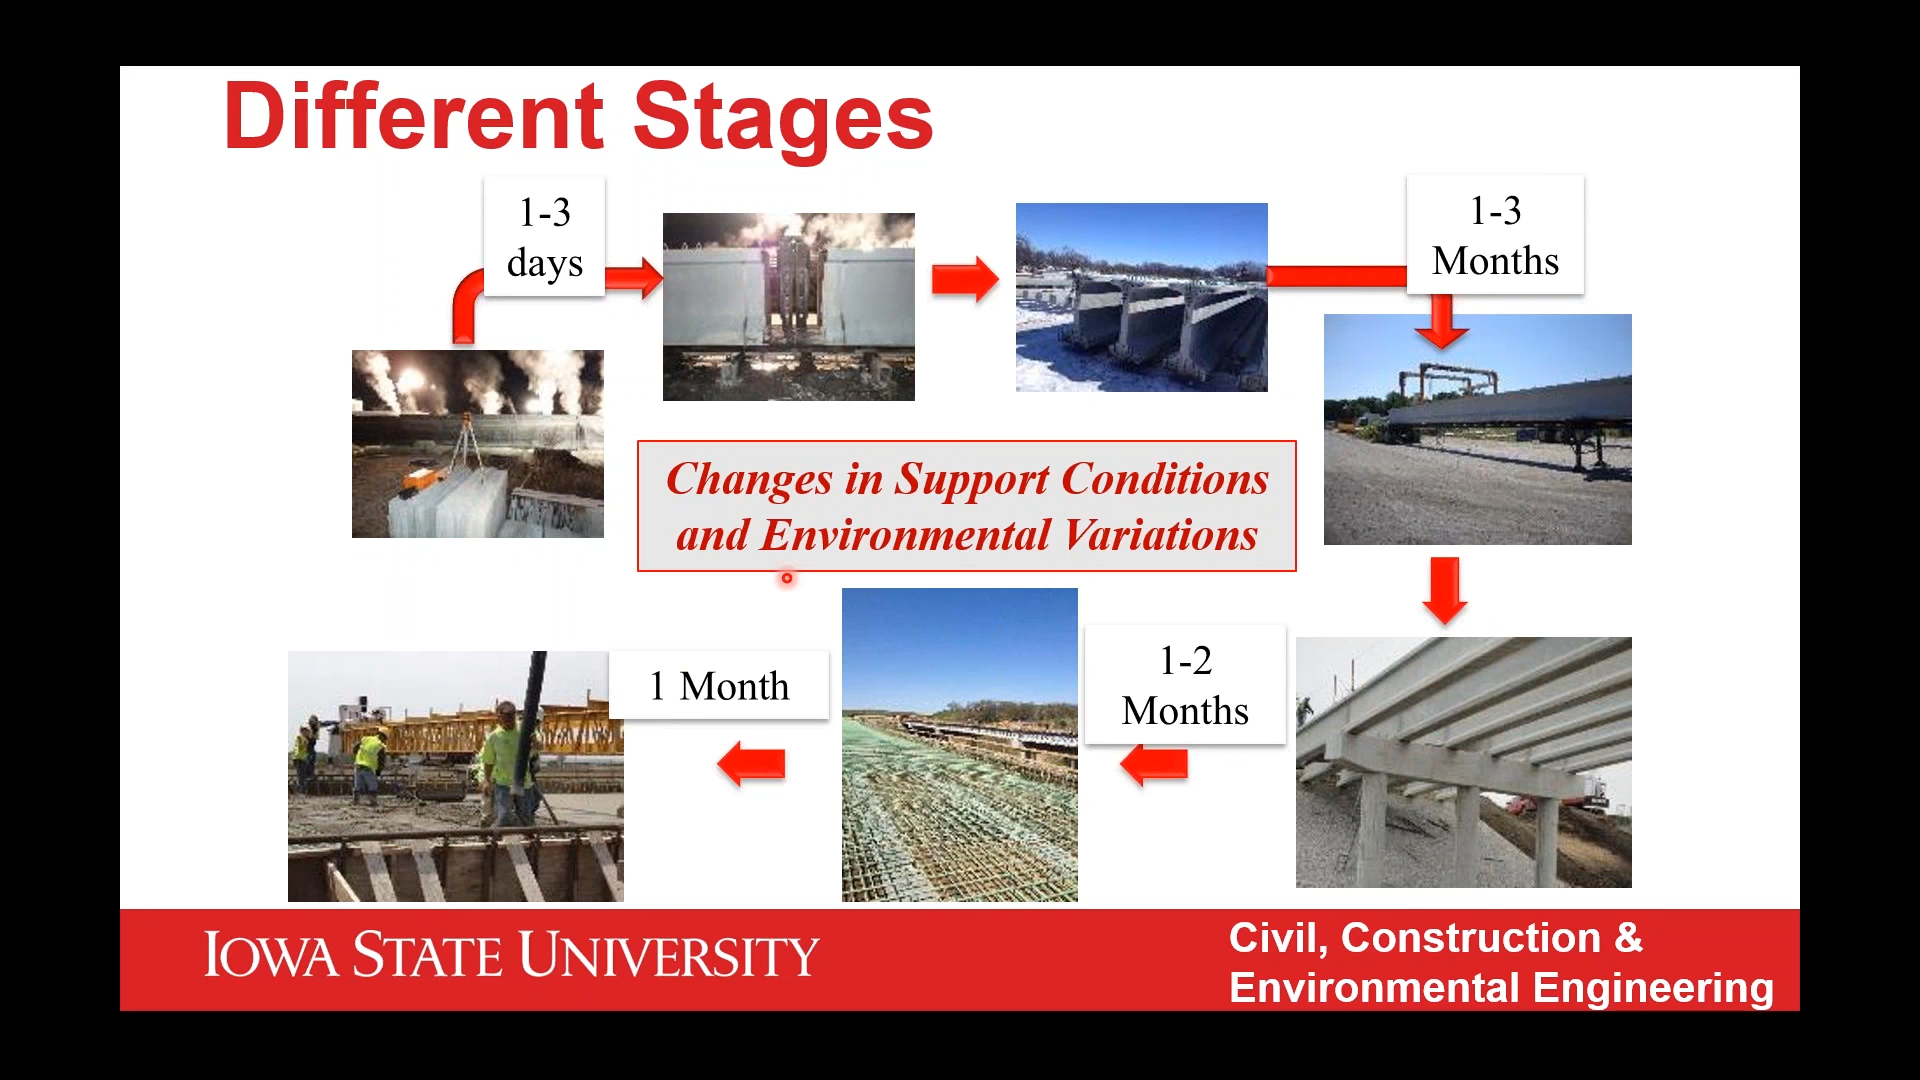 Different Stages
1-3
days
1-3
Months
Changes in Support Conditions
and Environmental Variations
1 Month
1-2
Months
IOWA STATE UNIVERSITY
Civil, Construction &
Environmental Engineering